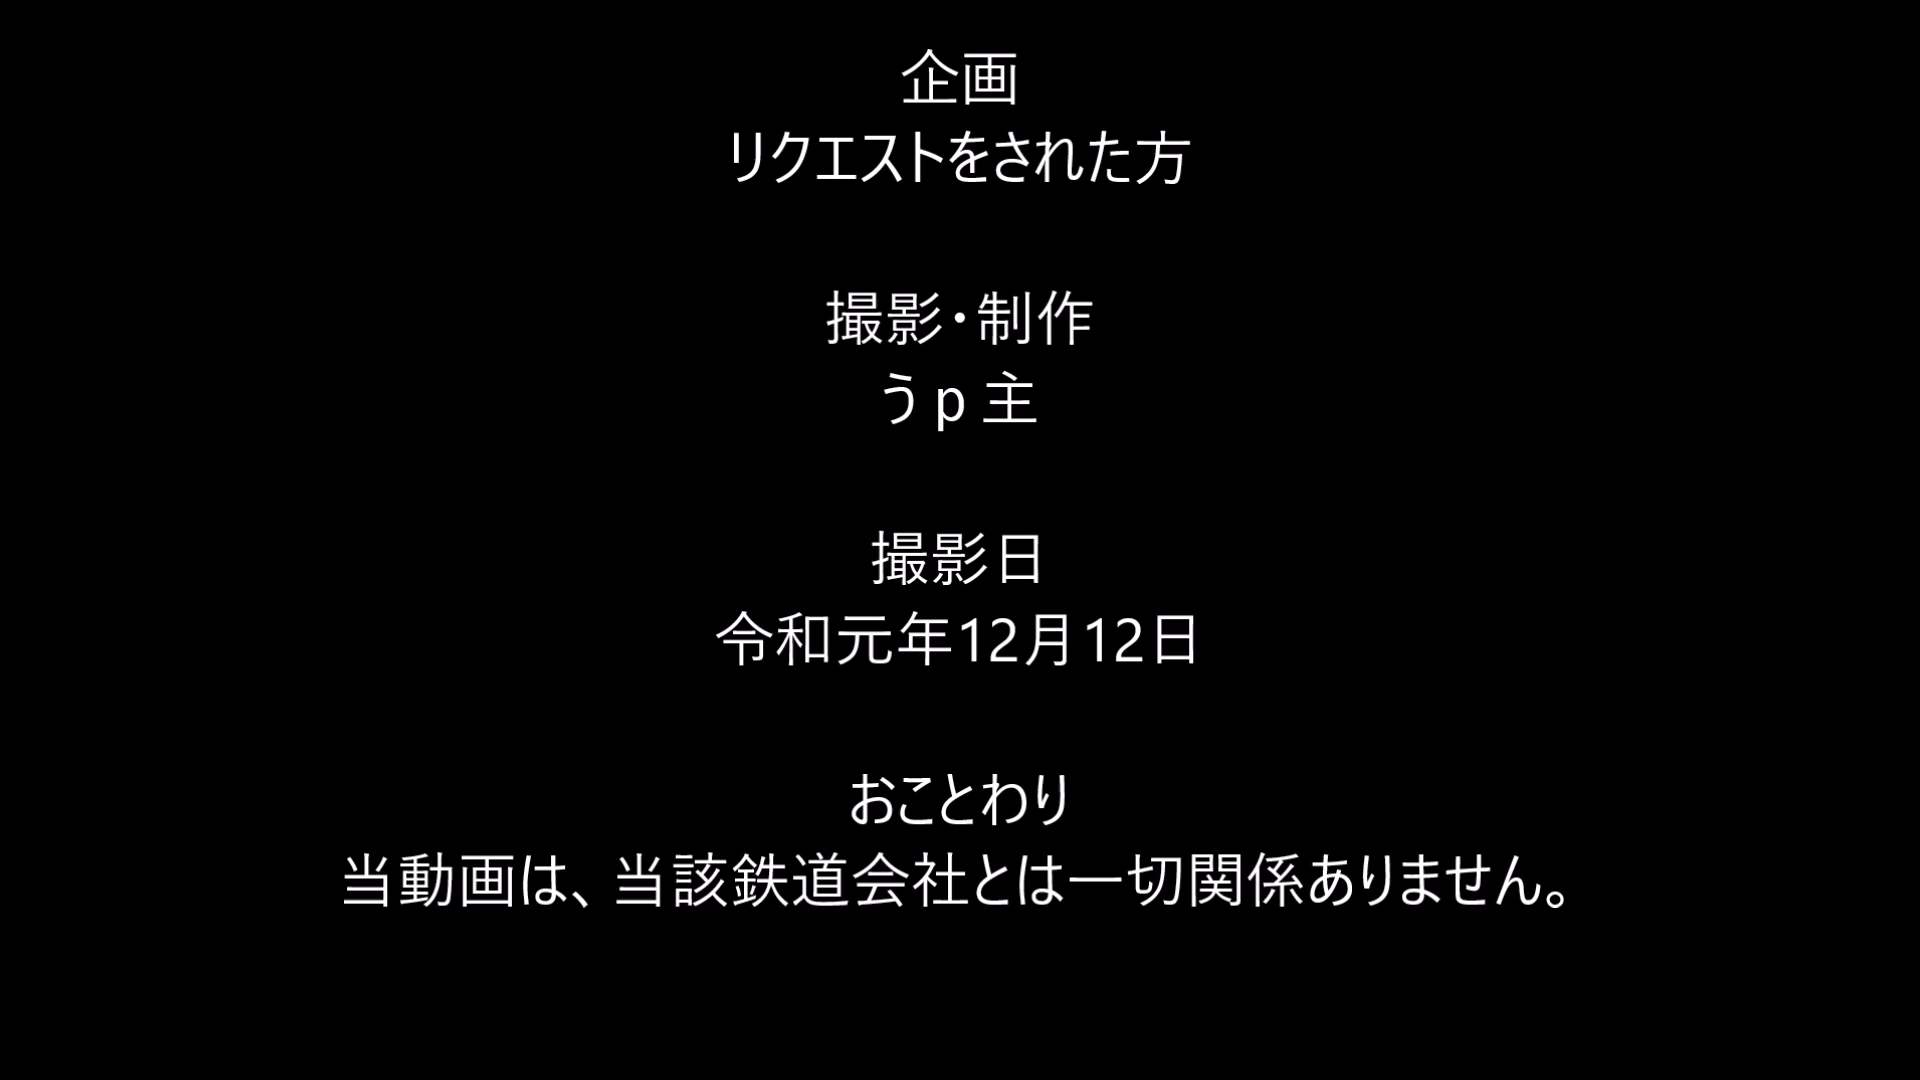 企画
リクエストをされた方
撮影・制作
うｐ主
撮影日
令和元年12月12日
おことわり
当動画は、当該鉄道会社とは一切関係ありません。